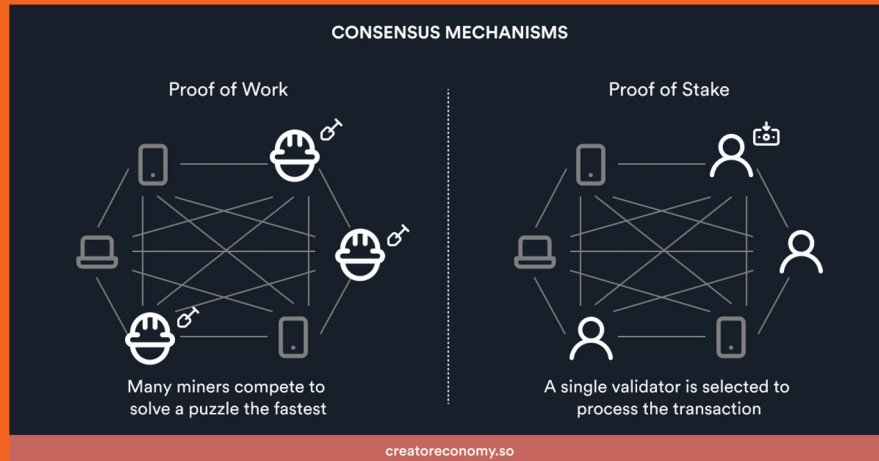 CONSENSUS MECHANISMS
Proof of Work
Many miners compete to
solve a puzzle the fastest
Proof of Stake
A single validator is selected to
process the transaction
creatoreconomy.so